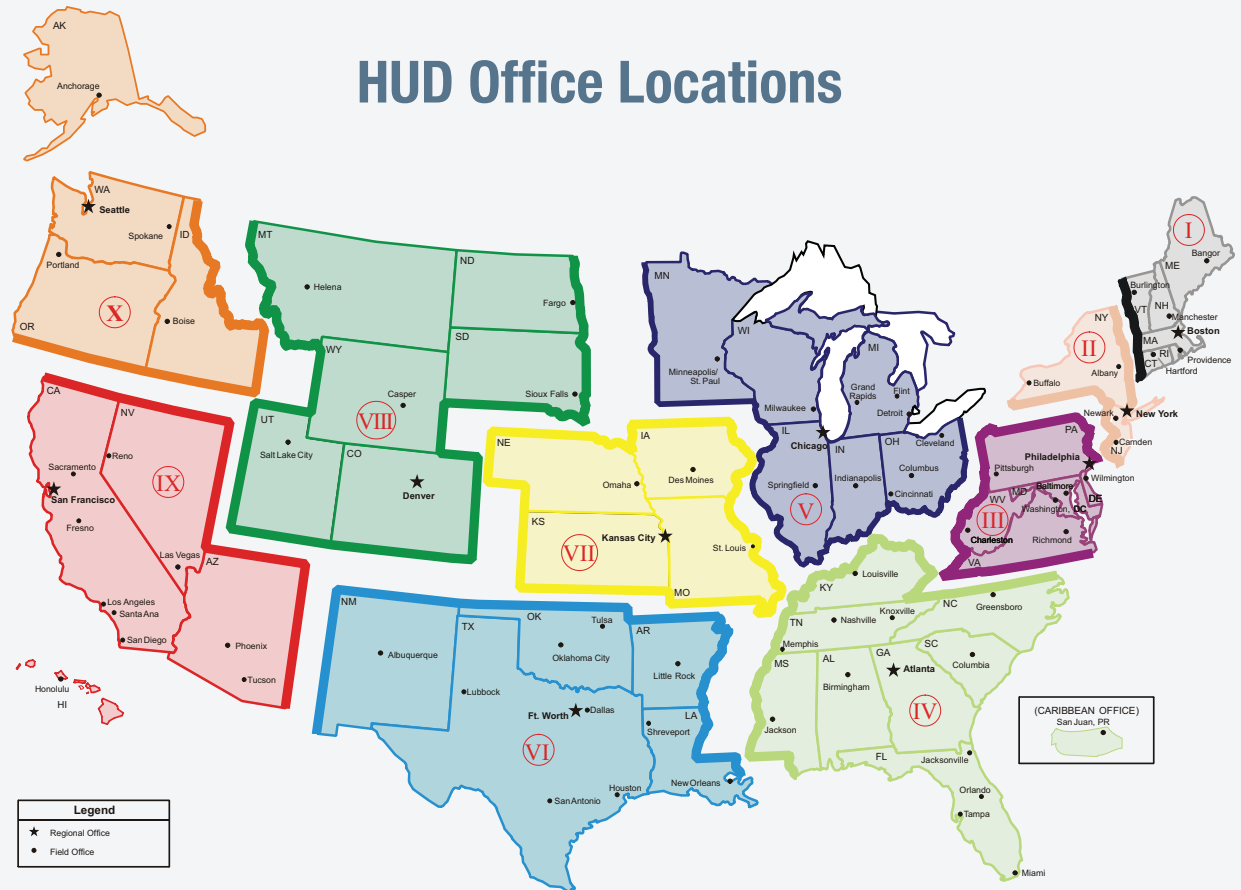 HUD Office Locations
AK
Anchorage
WA
Seattle
Spokane
ID
Portland
X
Boise
OR
MT
ND
Helena
Fargo
SD
WY
Sioux Falls
Casper
VIII
UT
Salt Lake City
CO
Denver
CA
NV
Reno
Sacramento
IX
San Francisco
Fresno
Las Vegas
AZ
Los Angeles
Santa Ana
San Diego
Phoenix
Tucson
Honolulu
HI
MN
WI
MI
Minneapolis/
St. Paul
Grand
Rapids
Flint
Milwaukee
Detroit
IL
Chicago
IN
OH
Cleveland
Springfield
Indianapolis
Columbus
Cincinnati
V
NE
IA
Omaha
Des Moines
KS
Kansas City
VII
St. Louis
MO
NM
TX
OK
Tulsa
AR
Albuquerque
Oklahoma City
Little Rock
Lubbock
Ft. Worth
Dallas
LA
Shreveport
VI
New Orleans
Houston
San Antonio
I
Bangor
ME
Burlington
VT
NH
Manchester
Boston
MA
RI
Providence
CT
Hartford
NY
II
Albany
Buffalo
New York
Newark
Camden
NJ
PA
Philadelphia
Pittsburgh
Wilmington
MD
Baltimore
WV
DE
Washington, DC
III
Charleston
Richmond
VA
KY
Louisville
NC
Greensboro
TN
Nashville
Knoxville
Memphis
SC
MS
AL
GA
Atlanta
Columbia
Birmingham
IV
Jackson
FL
Jacksonville
Orlando
Tampa
Miami
(CARIBBEAN OFFICE)
San Juan, PR
Legend
Regional Office
Field Office